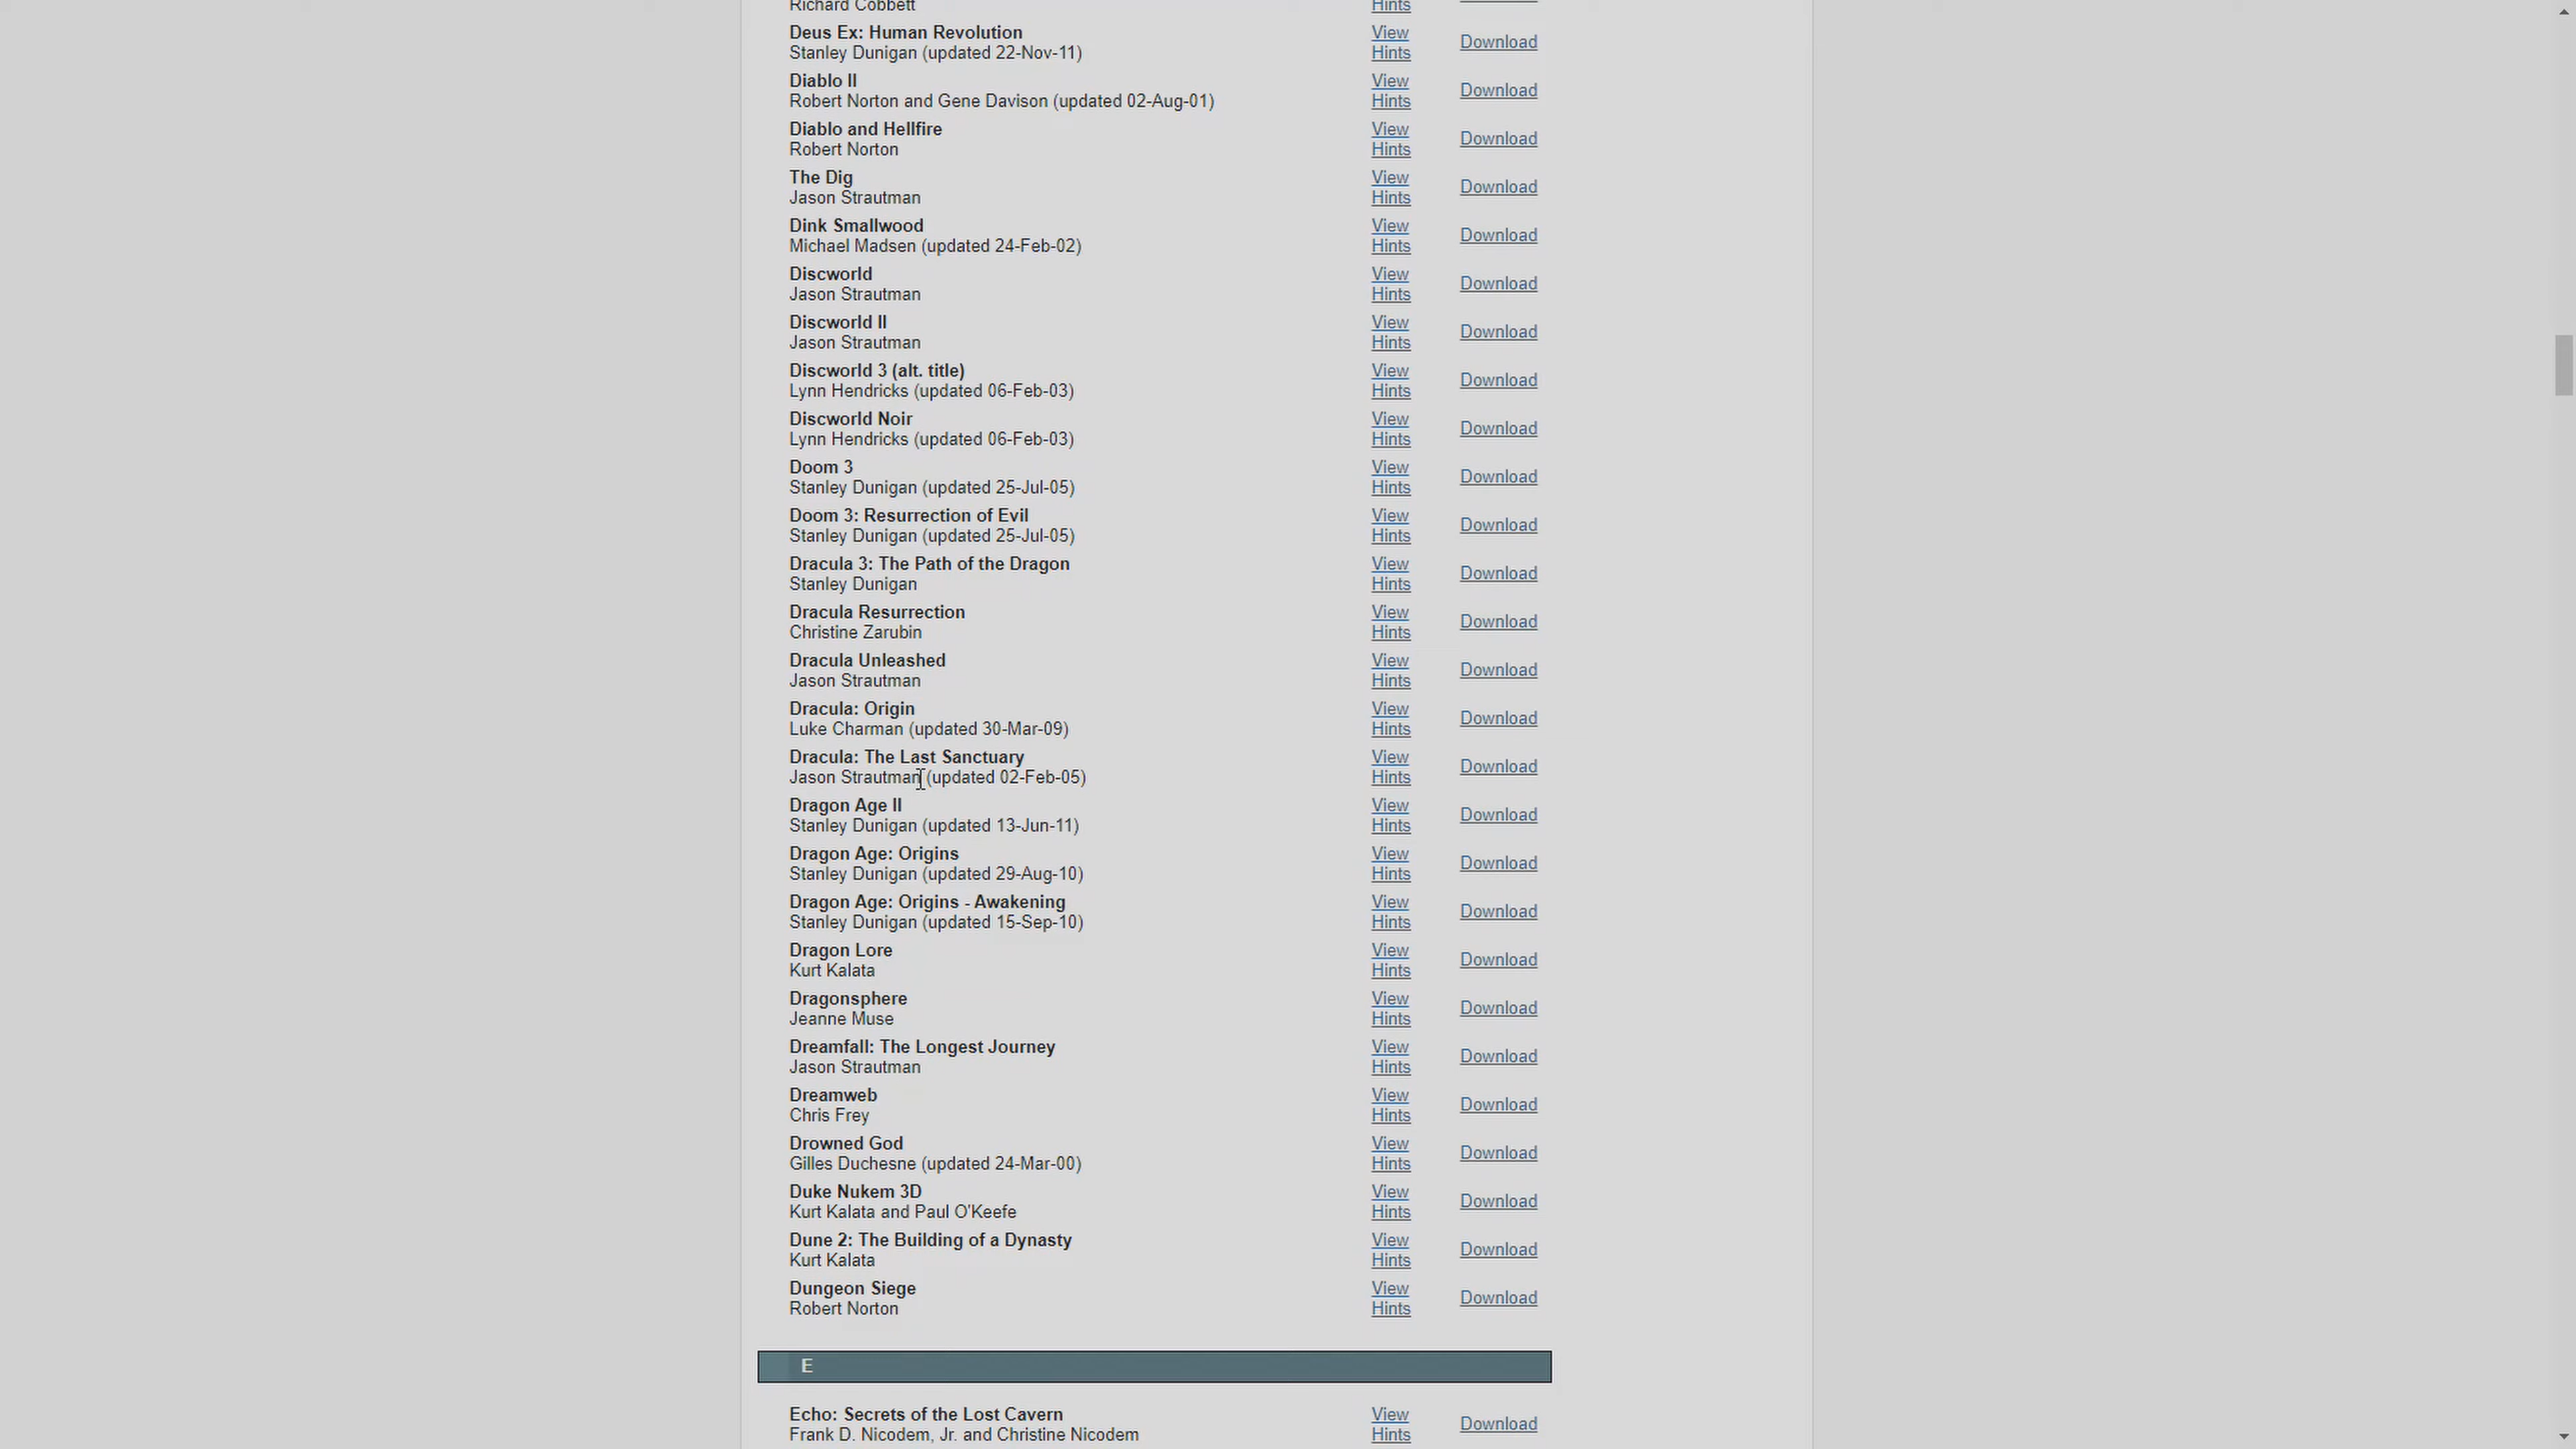 Richard Cobbett
Hints
Deus Ex: Human Revolution
Stanley Dunigan (updated 22-Nov-11)
View
Hints
Download
Diablo II
Robert Norton and Gene Davison (updated 02-Aug-01)
View
Hints
Download
Diablo and Hellfire
Robert Norton
View
Hints
Download
The Dig
Jason Strautman
View
Hints
Download
Dink Smallwood
Michael Madsen (updated 24-Feb-02)
View
Hints
Download
Discworld
Jason Strautman
View
Hints
Download
Discworld II
Jason Strautman
View
Hints
Download
Discworld 3 (alt. title)
Lynn Hendricks (updated 06-Feb-03)
View
Hints
Download
Discworld Noir
Lynn Hendricks (updated 06-Feb-03)
View
Hints
Download
Doom 3
Stanley Dunigan (updated 25-Jul-05)
View
Hints
Download
Doom 3: Resurrection of Evil
Stanley Dunigan (updated 25-Jul-05)
View
Hints
Download
Dracula 3: The Path of the Dragon
Stanley Dunigan
View
Hints
Download
Dracula Resurrection
Christine Zarubin
View
Hints
Download
Dracula Unleashed
Jason Strautman
View
Hints
Download
Dracula: Origin
Luke Charman (updated 30-Mar-09)
View
Hints
Download
Dracula: The Last Sanctuary
Jason Strautman (updated 02-Feb-05)
View
Hints
Download
Dragon Age II
Stanley Dunigan (updated 13-Jun-11)
View
Hints
Download
Dragon Age: Origins
Stanley Dunigan (updated 29-Aug-10)
View
Hints
Download
Dragon Age: Origins - Awakening
Stanley Dunigan (updated 15-Sep-10)
View
Hints
Download
Dragon Lore
Kurt Kalata
View
Hints
Download
Dragonsphere
Jeanne Muse
View
Hints
Download
Dreamfall: The Longest Journey
Jason Strautman
View
Hints
Download
Dreamweb
Chris Frey
View
Hints
Download
Drowned God
Gilles Duchesne (updated 24-Mar-00)
View
Hints
Download
Duke Nukem 3D
Kurt Kalata and Paul O'Keefe
View
Hints
Download
Dune 2: The Building of a Dynasty
Kurt Kalata
View
Hints
Download
Dungeon Siege
Robert Norton
View
Hints
Download
E
Echo: Secrets of the Lost Cavern
Frank D. Nicodem, Jr. and Christine Nicodem
View
Hints
Download